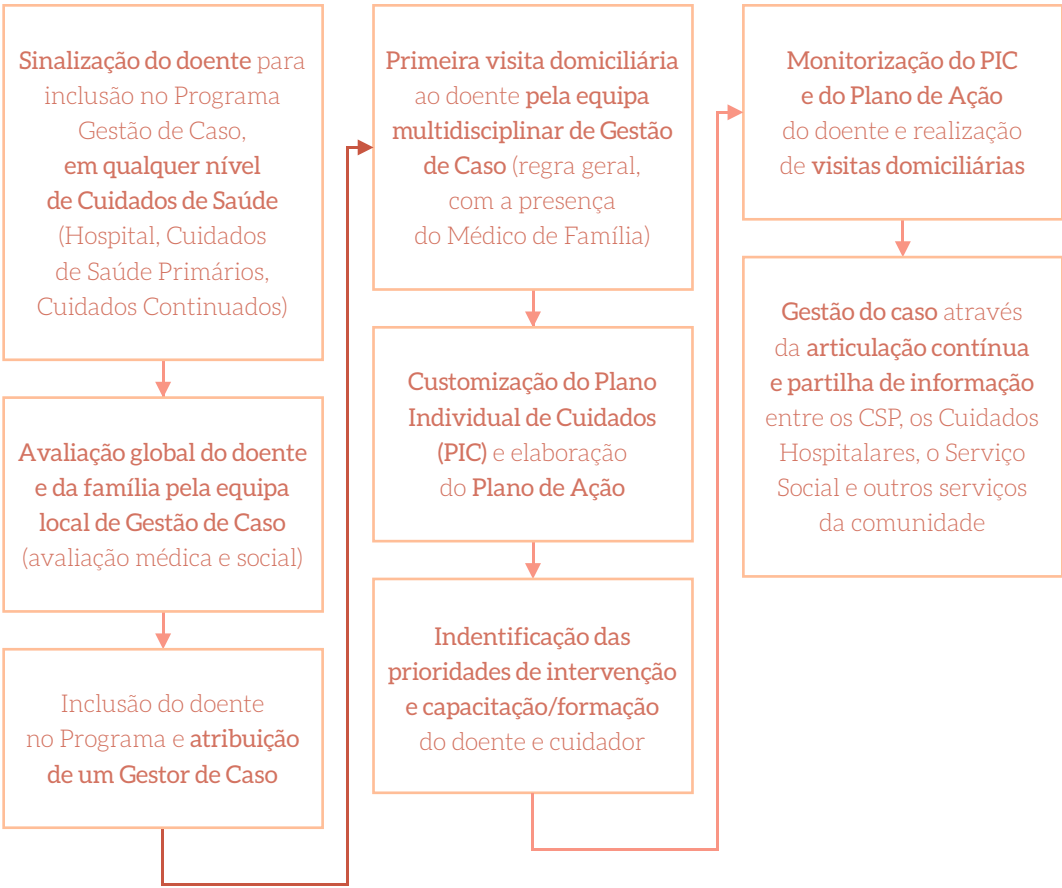 Sinalização do doente para
inclusão no Programa
Gestão de Caso,
em qualquer nível
de Cuidados de Saúde
(Hospital, Cuidados
de Saúde Primários,
Cuidados Continuados)
Avaliação global do doente
e da família pela equipa
local de Gestão de Caso
(avaliação médica e social)
Inclusão do doente
no Programa e atribuição
de um Gestor de Caso
Primeira visita domiciliária
ao doente pela equipa
multidisciplinar de Gestão
de Caso (regra geral,
com a presença
do Médico de Família)
Customização do Plano
Individual de Cuidados
(PIC) e elaboração
do Plano de Ação
Indentificação das
prioridades de intervenção
e capacitação/formação
do doente e cuidador
Monitorização do PIC
e do Plano de Ação
do doente e realização
de visitas domiciliárias
Gestão do caso através
da articulação contínua
e partilha de informação
entre os CSP, os Cuidados
Hospitalares, o Serviço
Social e outros serviços
da comunidade